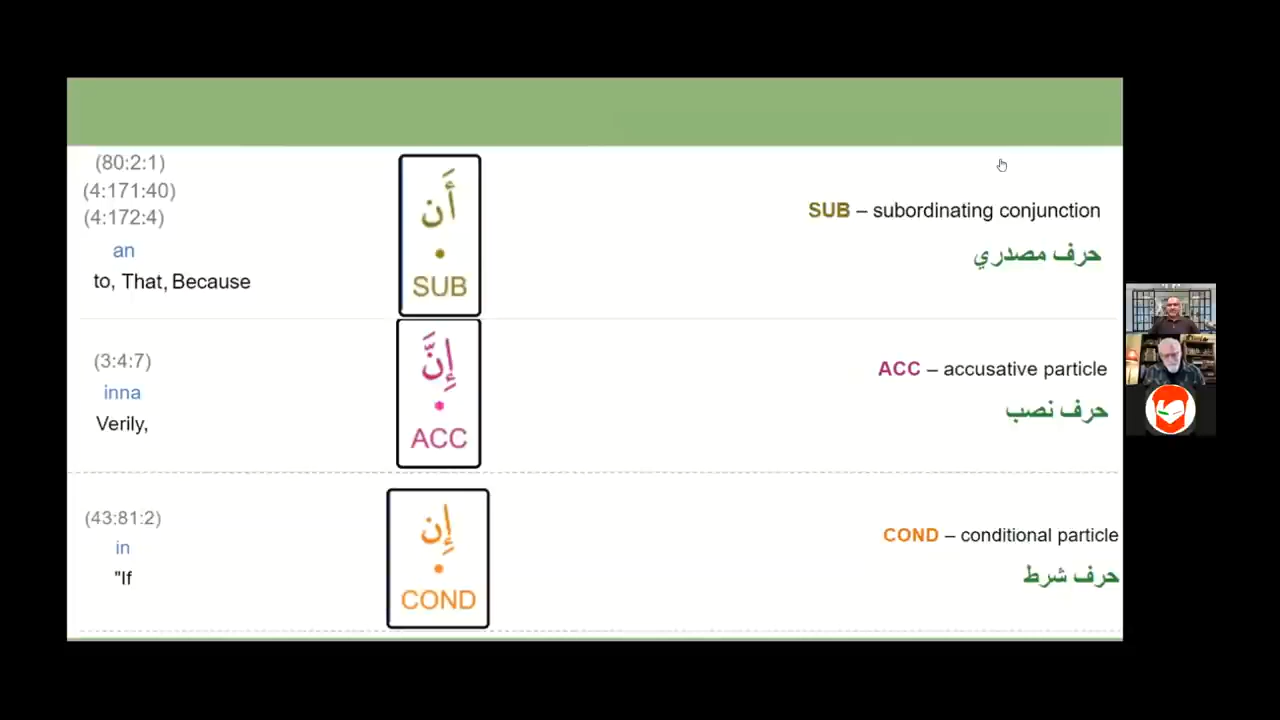 (80:2:1)
(4:171:40)
(4:172:4)
an
to, That, Because
أَن
SUB
SUB – subordinating conjunction
حرف مصدري
(3:4:7)
inna
Verily,
إِنَّ
ACC
ACC – accusative particle
حرف نصب
(43:81:2)
in
"If
إِن
COND
COND – conditional particle
حرف شرط